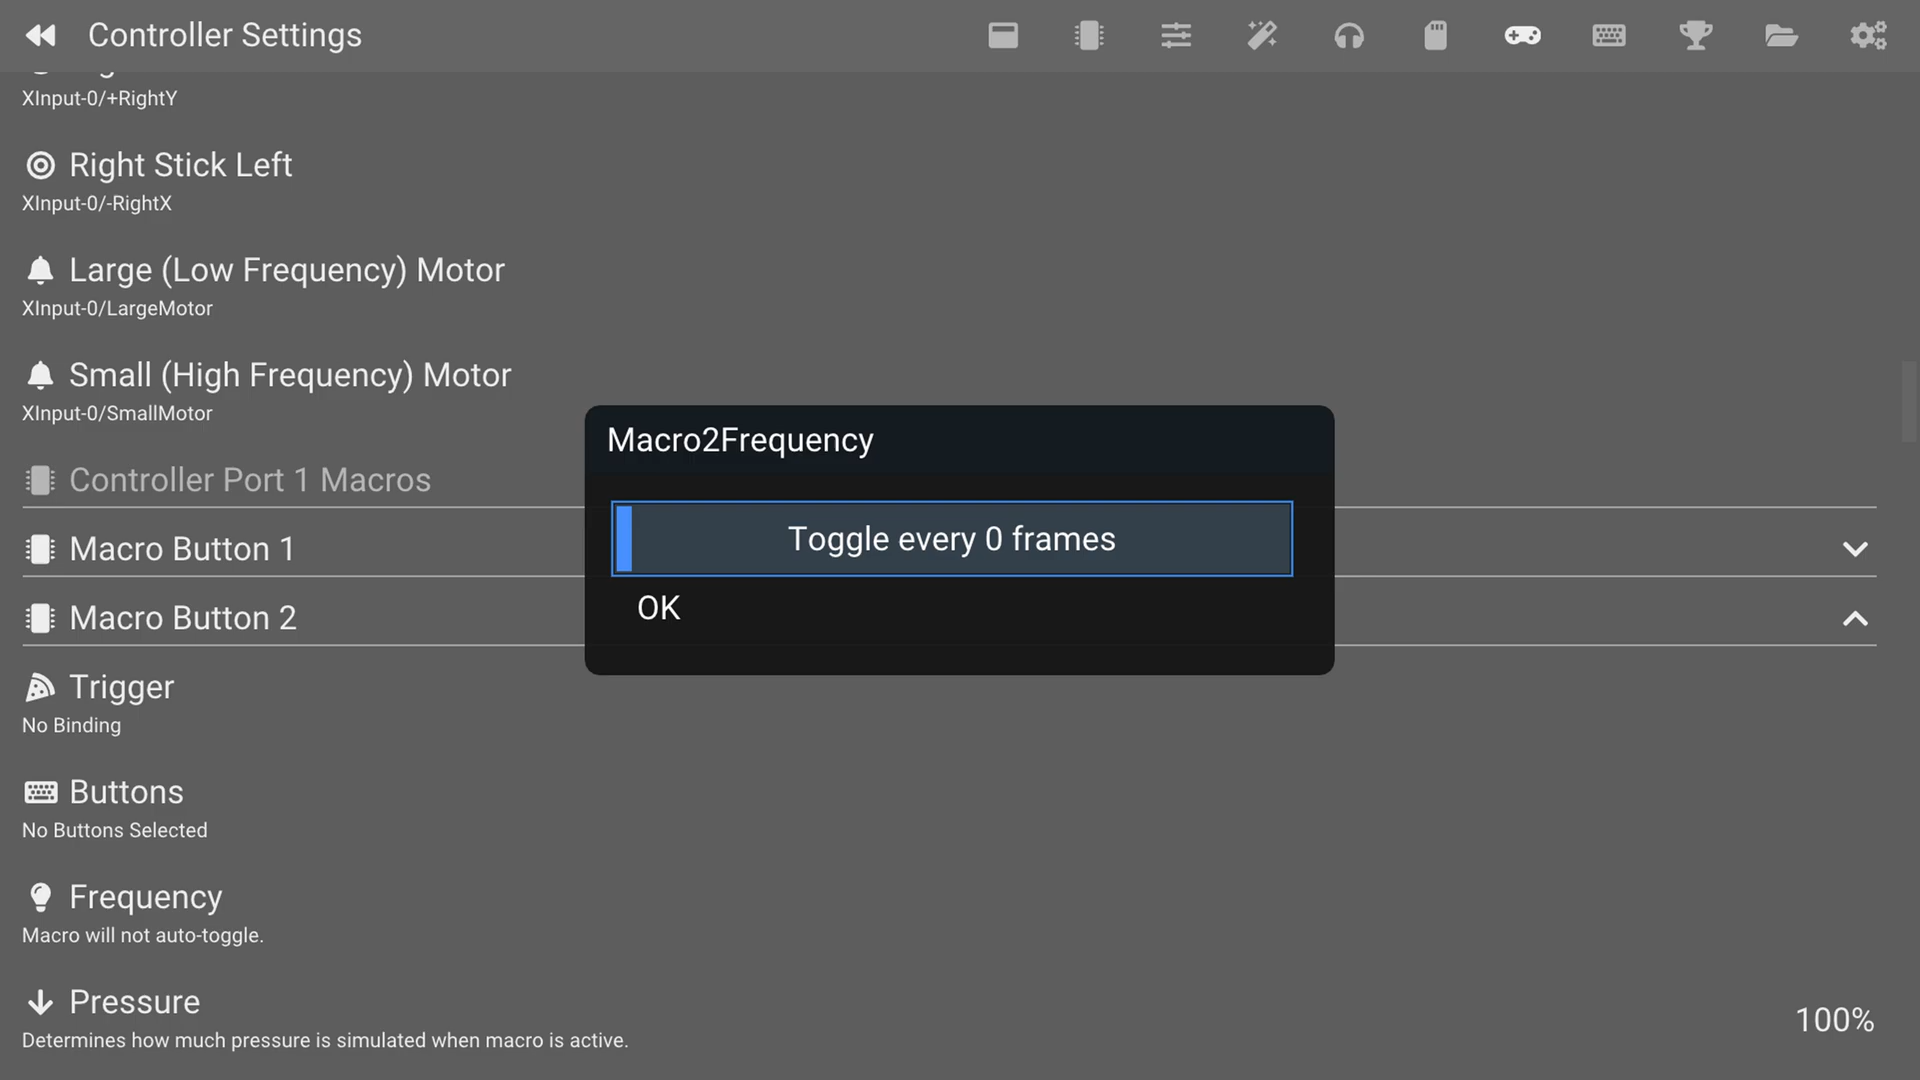 Controller Settings
XInput-0/+RightY
Right Stick Left
XInput-0/-RightX
Large (Low Frequency) Motor
XInput-0/LargeMotor
Small (High Frequency) Motor
XInput-0/SmallMotor
Macro2Frequency
Controller Port 1 Macros
Toggle every 0 frames
Macro Button 1
OK
Macro Button 2
Trigger
No Binding
Buttons
No Buttons Selected
Frequency
Macro will not auto-toggle.
Pressure
100%
Determines how much pressure is simulated when macro is active.